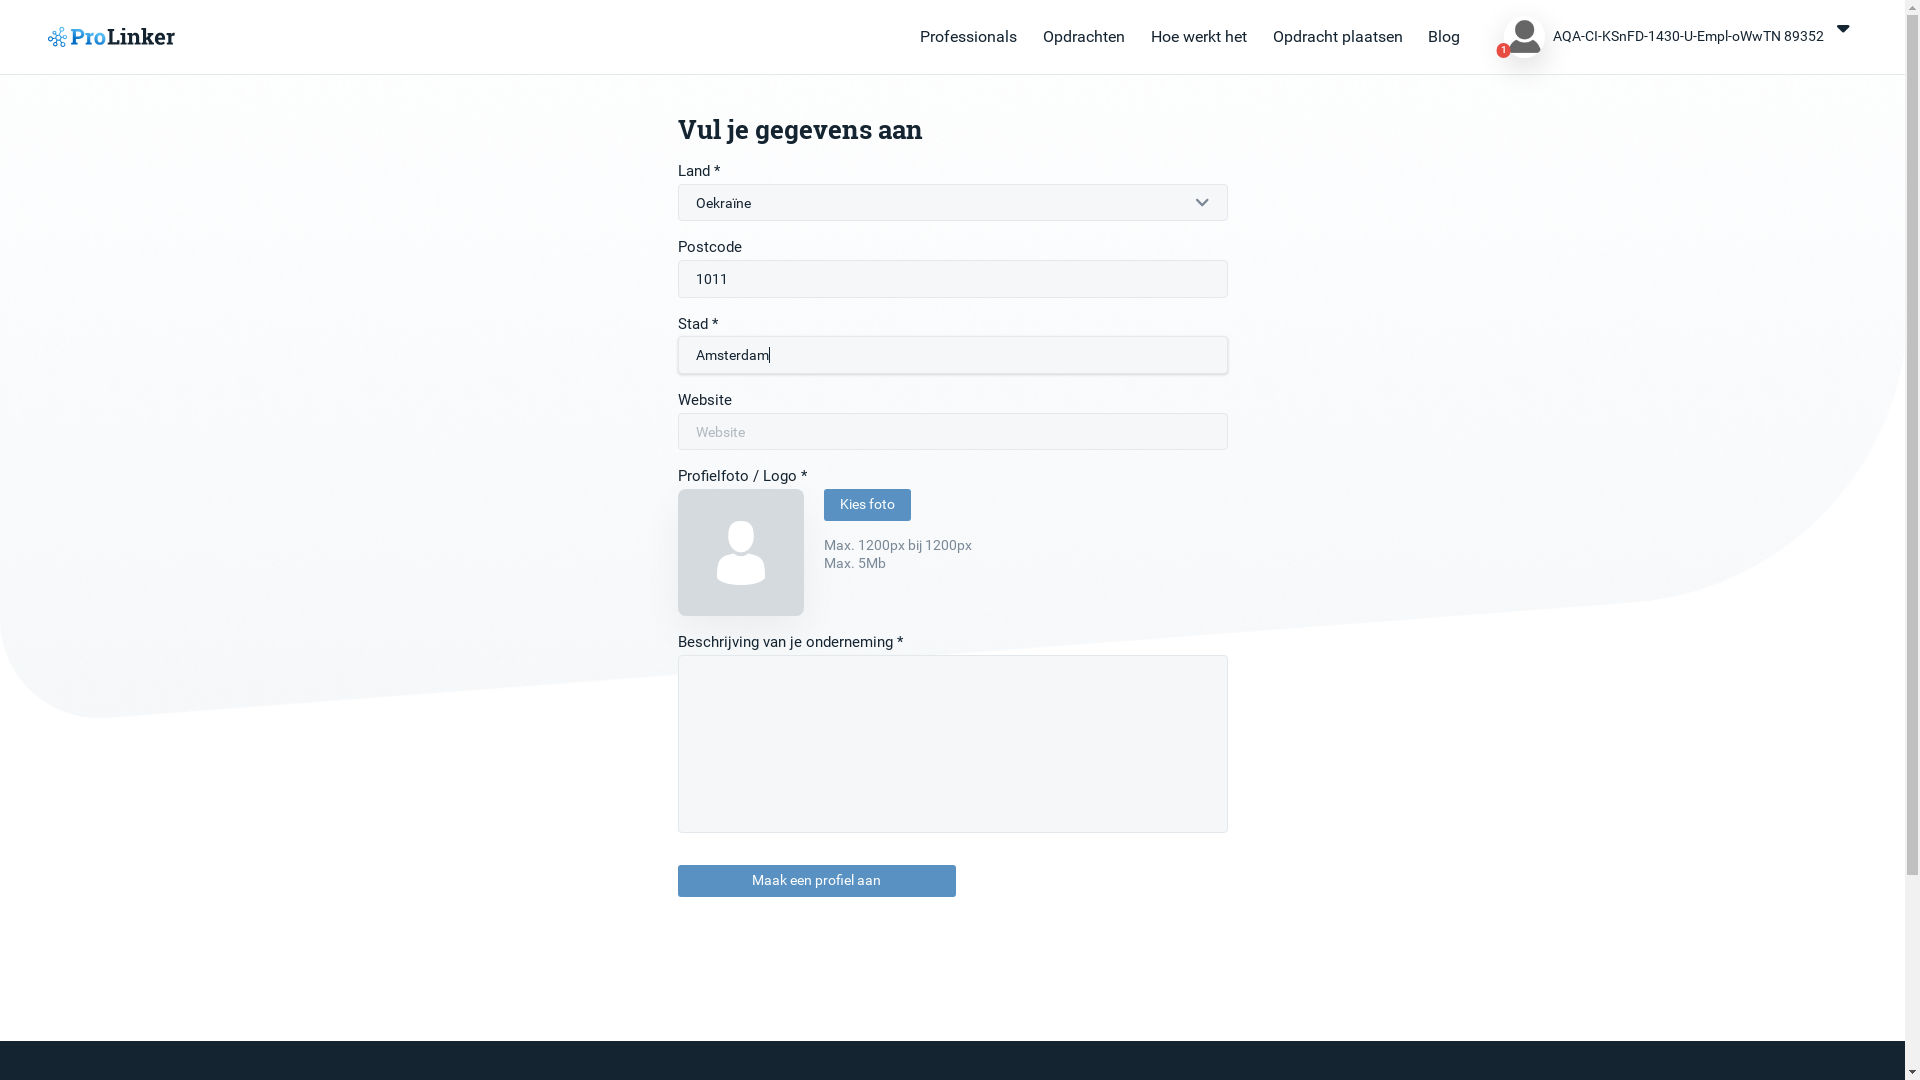 ProLinker
Professionals
Opdrachten
Hoe werkt het
Opdracht plaatsen
Blog
1
AQA-CI-KSnFD-1430-U-Empl-oWwTN 89352
Vul je gegevens aan
Land *
Oekraïne
Postcode
1011
Stad *
Amsterdam
Website
Website
Profielfoto / Logo *
Kies foto
Max. 1200px bij 1200px
Max. 5Mb
Beschrijving van je onderneming *
Maak een profiel aan